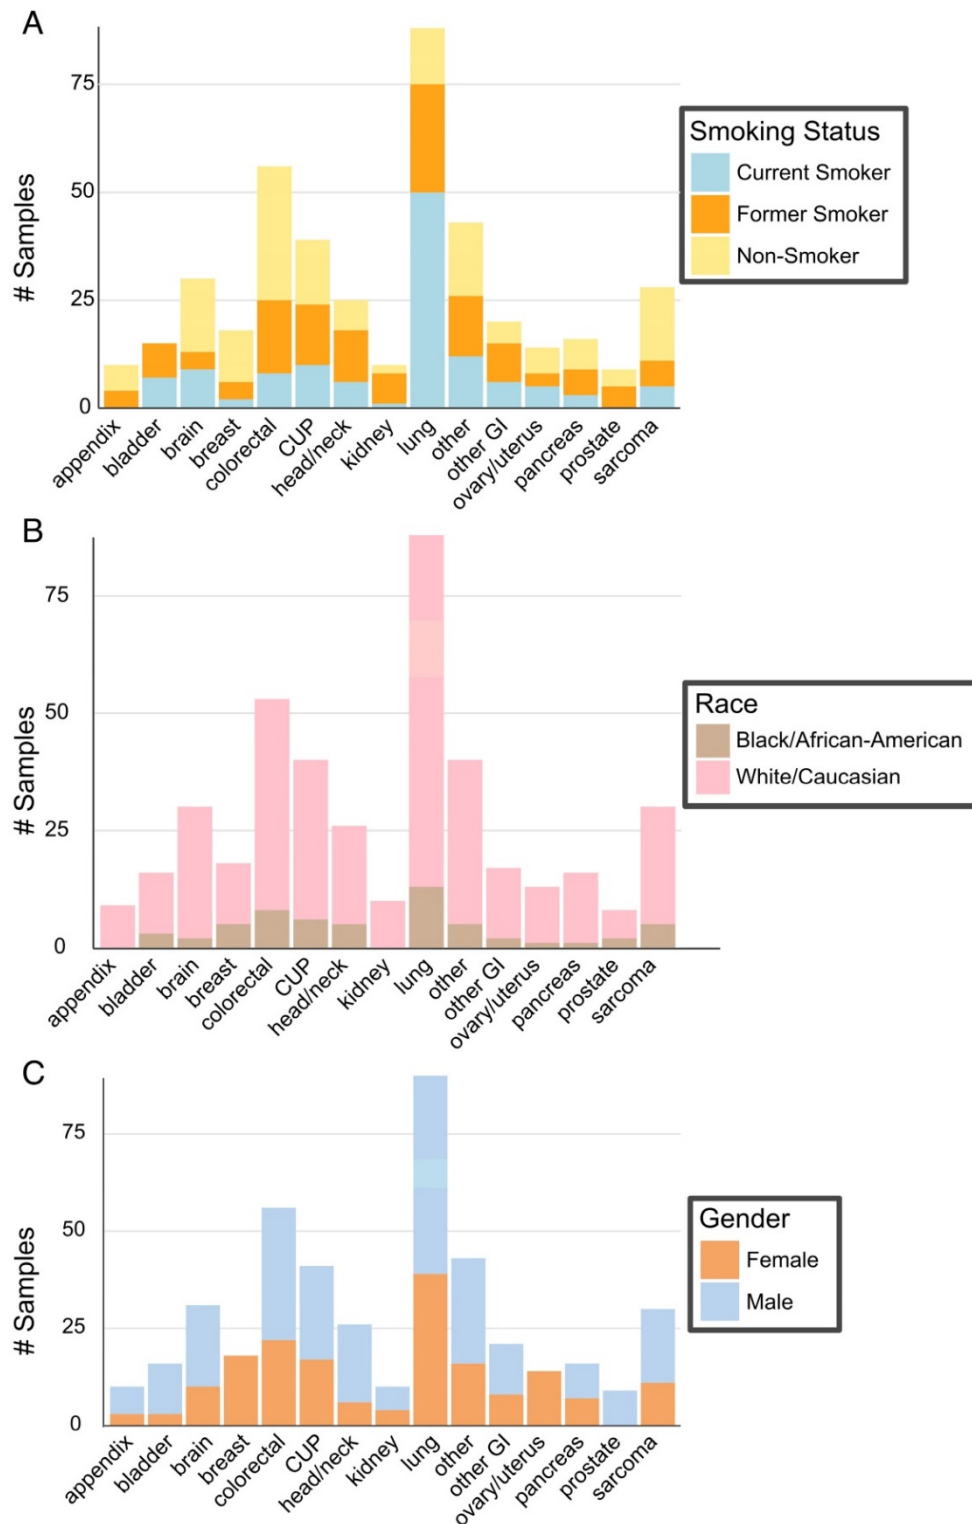 A
# Samples
75
50
25
0
appendix
bladder
brain
breast
colorectal
CUP
head/neck
kidney
lung
other
other GI
ovary/uterus
pancreas
prostate
sarcoma
Smoking Status
Current Smoker
Former Smoker
Non-Smoker
B
# Samples
75
50
25
0
appendix
bladder
brain
breast
colorectal
CUP
head/neck
kidney
lung
other
other GI
ovary/uterus
pancreas
prostate
sarcoma
Race
Black/African-American
White/Caucasian
C
# Samples
75
50
25
0
appendix
bladder
brain
breast
colorectal
CUP
head/neck
kidney
lung
other
other GI
ovary/uterus
pancreas
prostate
sarcoma
Gender
Female
Male